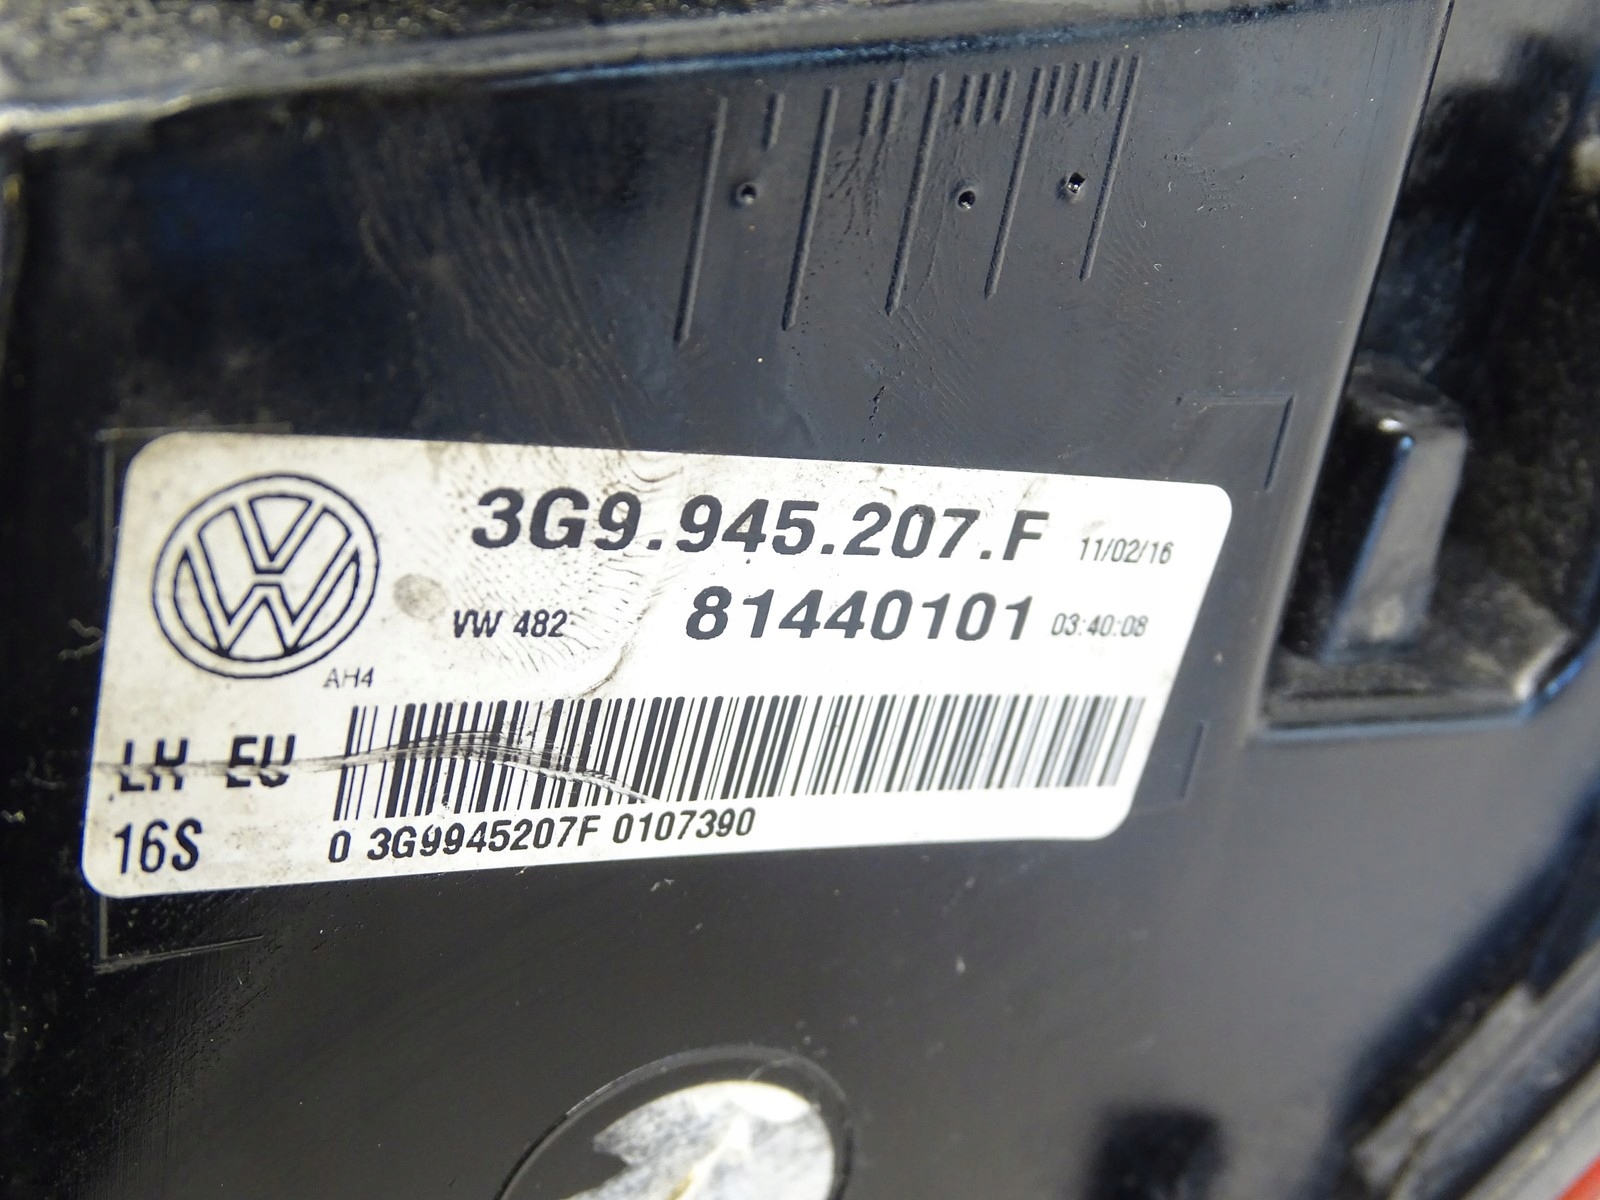 3G9.945.207.F 11/02/16
VW 482 81440101 03:40:08
AH4
LH EU
16S
0 3G9945207F 0107390